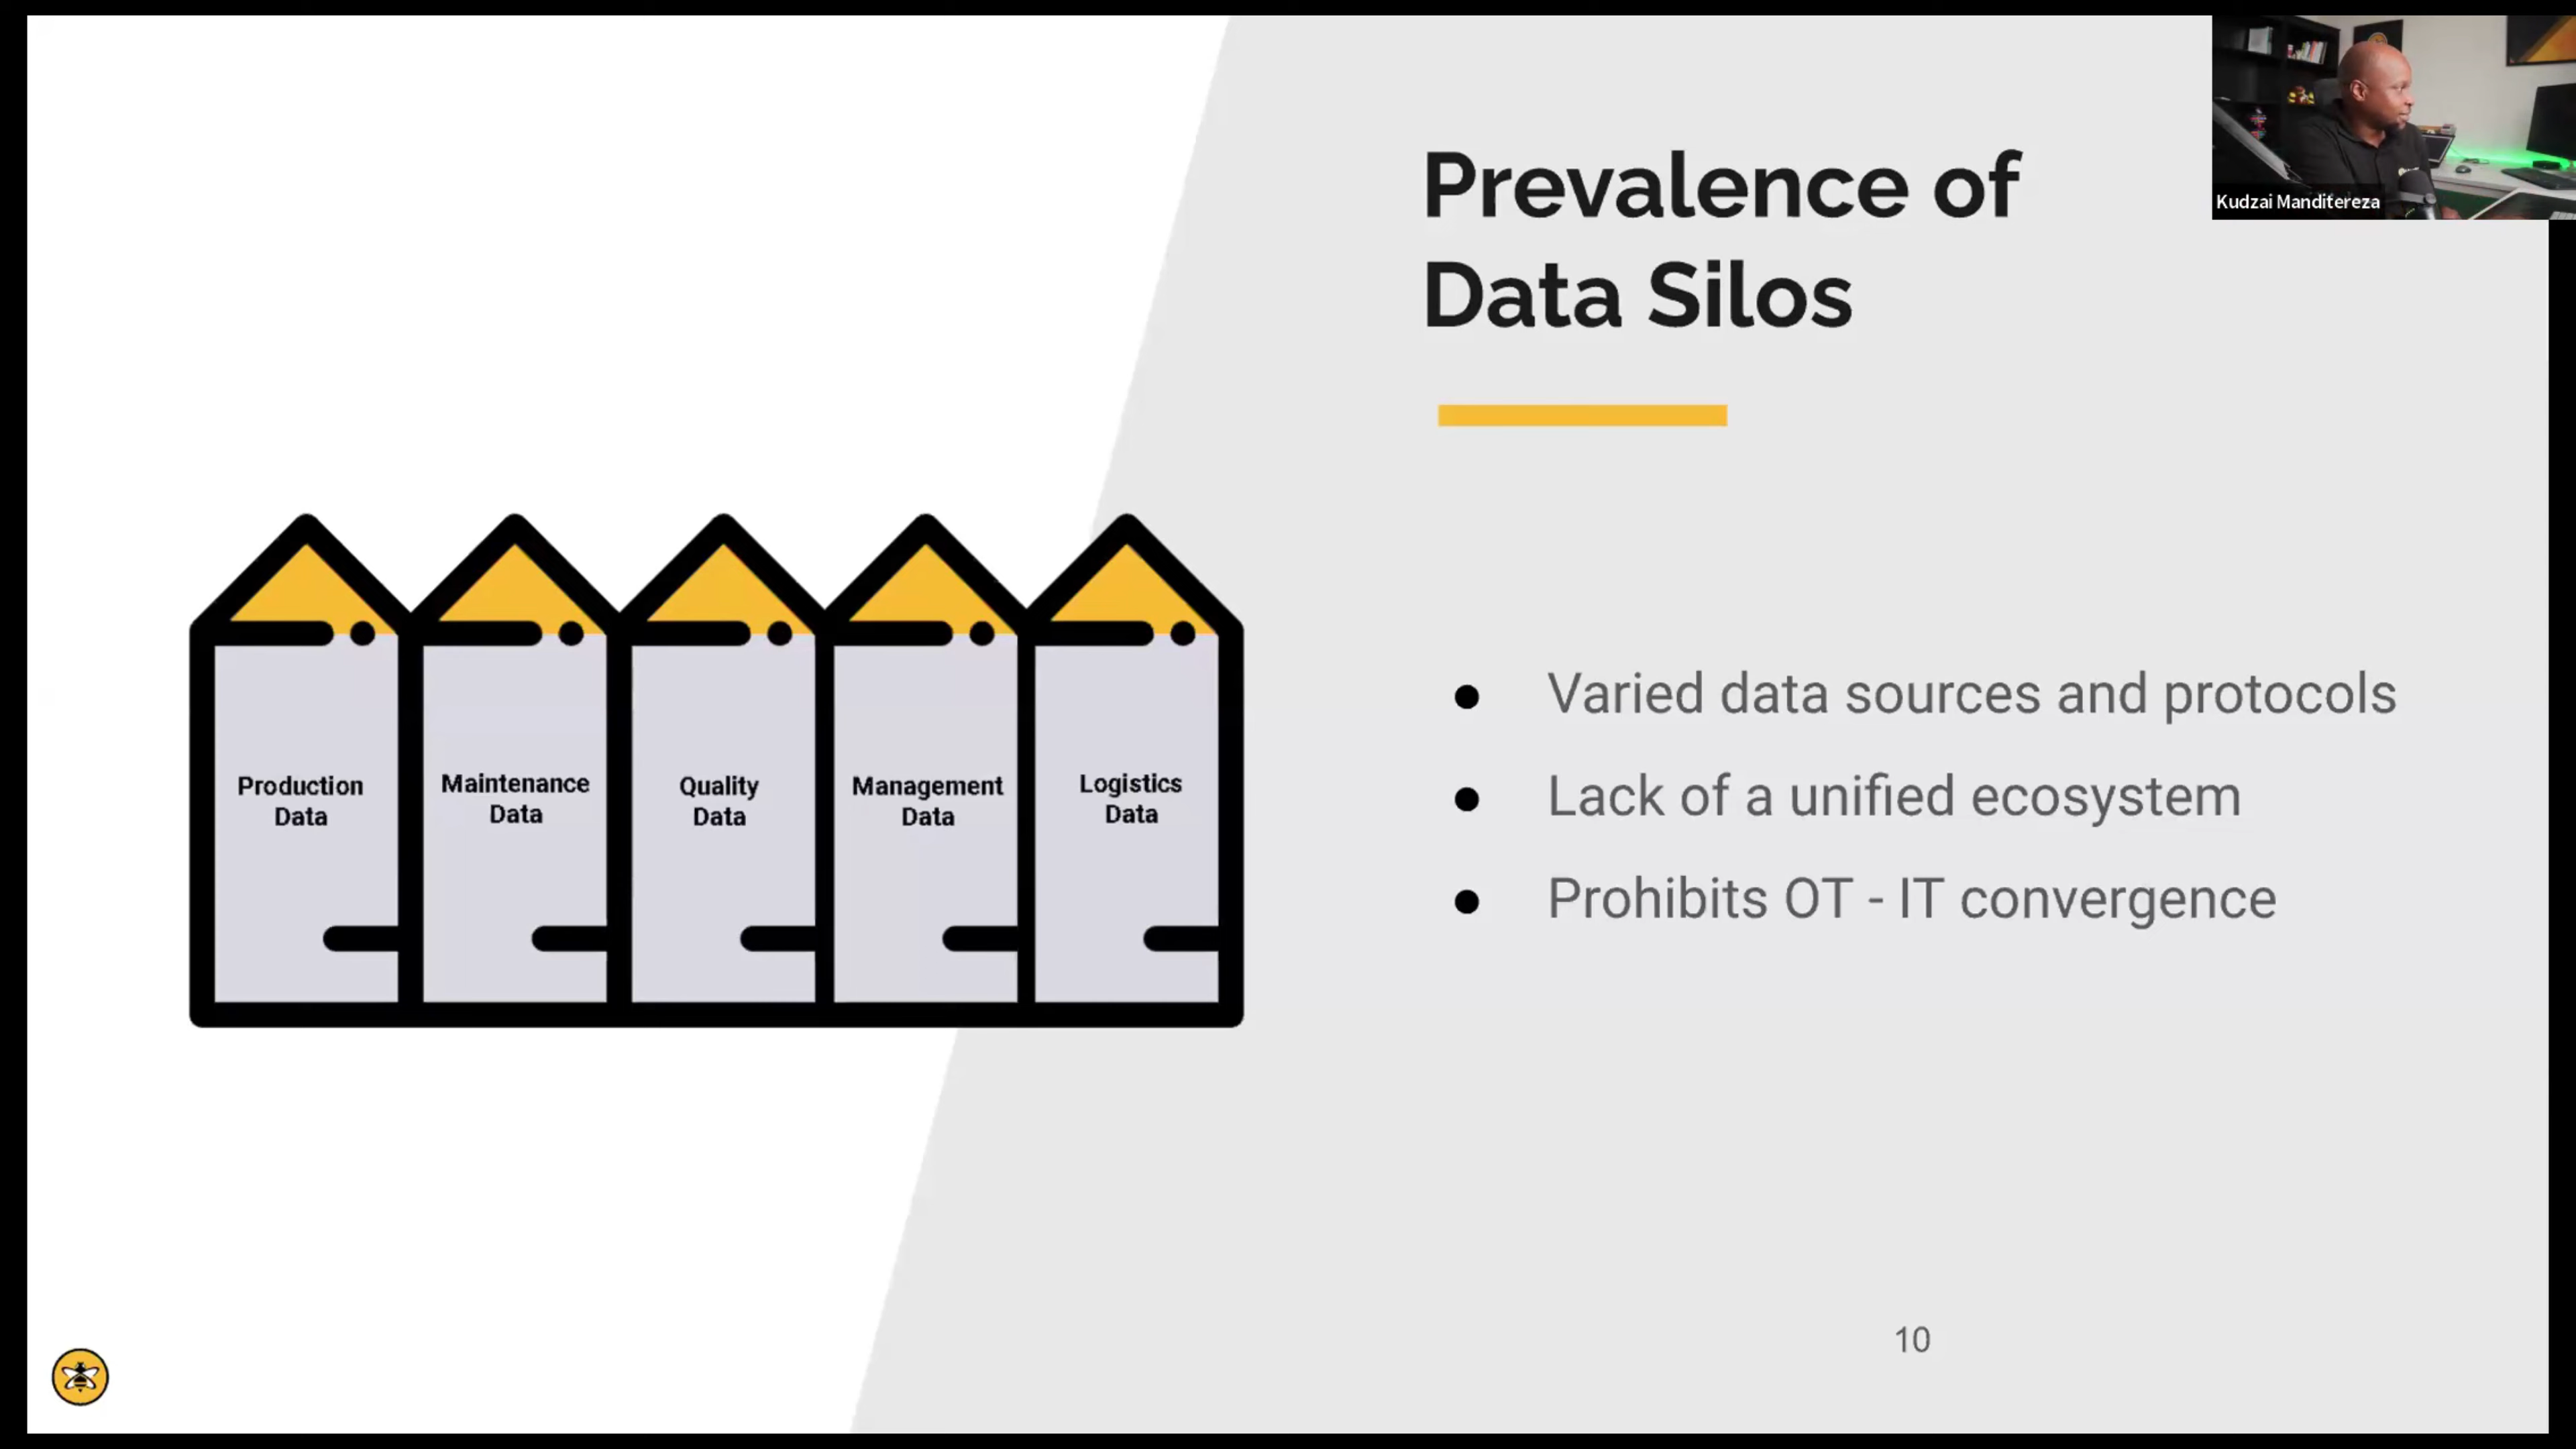 Prevalence of
Data Silos
Kudzai Manditereza
Production
Data
Maintenance
Data
Quality
Data
Management
Data
Logistics
Data
● Varied data sources and protocols
● Lack of a unified ecosystem
● Prohibits OT - IT convergence
10